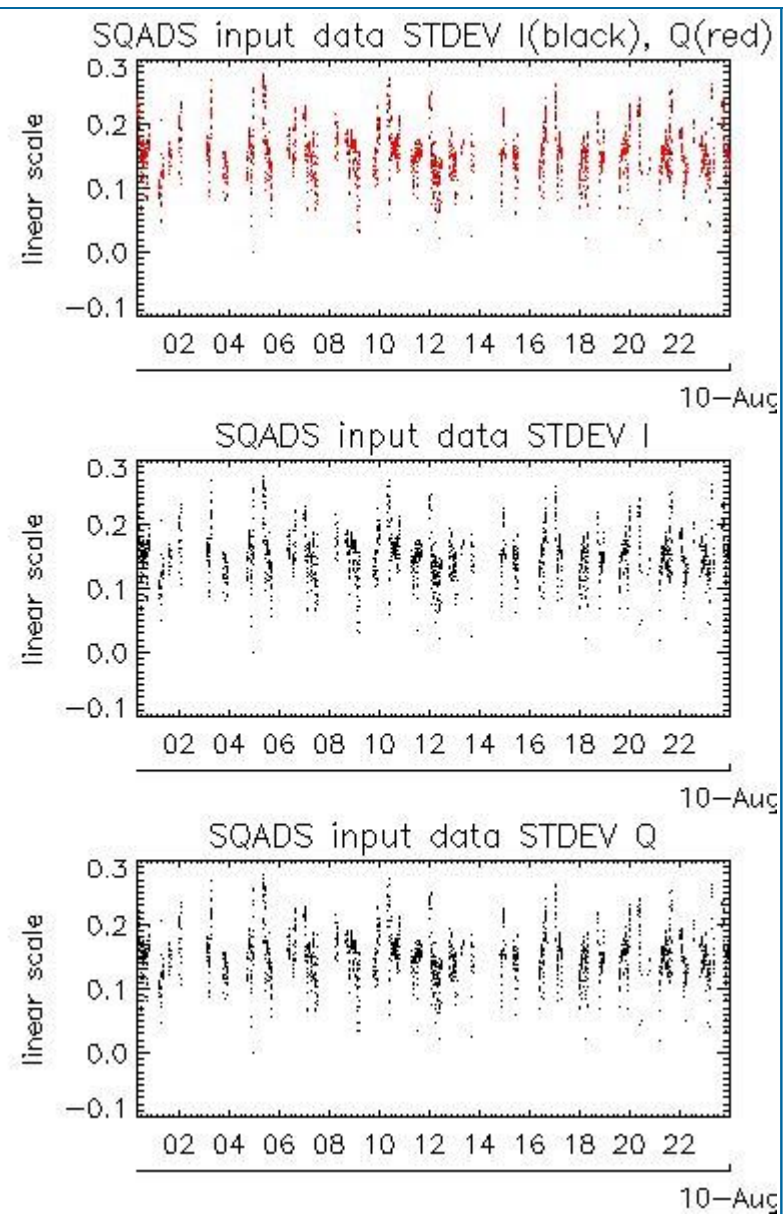 SQADS input data STDEV I(black), Q(red)
0.3
0.2
linear scale
0.1
0.0
−0.1
02 04 06 08 10 12 14 16 18 20 22
10−Aug
SQADS input data STDEV I
0.3
0.2
linear scale
0.1
0.0
−0.1
02 04 06 08 10 12 14 16 18 20 22
10−Aug
SQADS input data STDEV Q
0.3
0.2
linear scale
0.1
0.0
−0.1
02 04 06 08 10 12 14 16 18 20 22
10−Aug